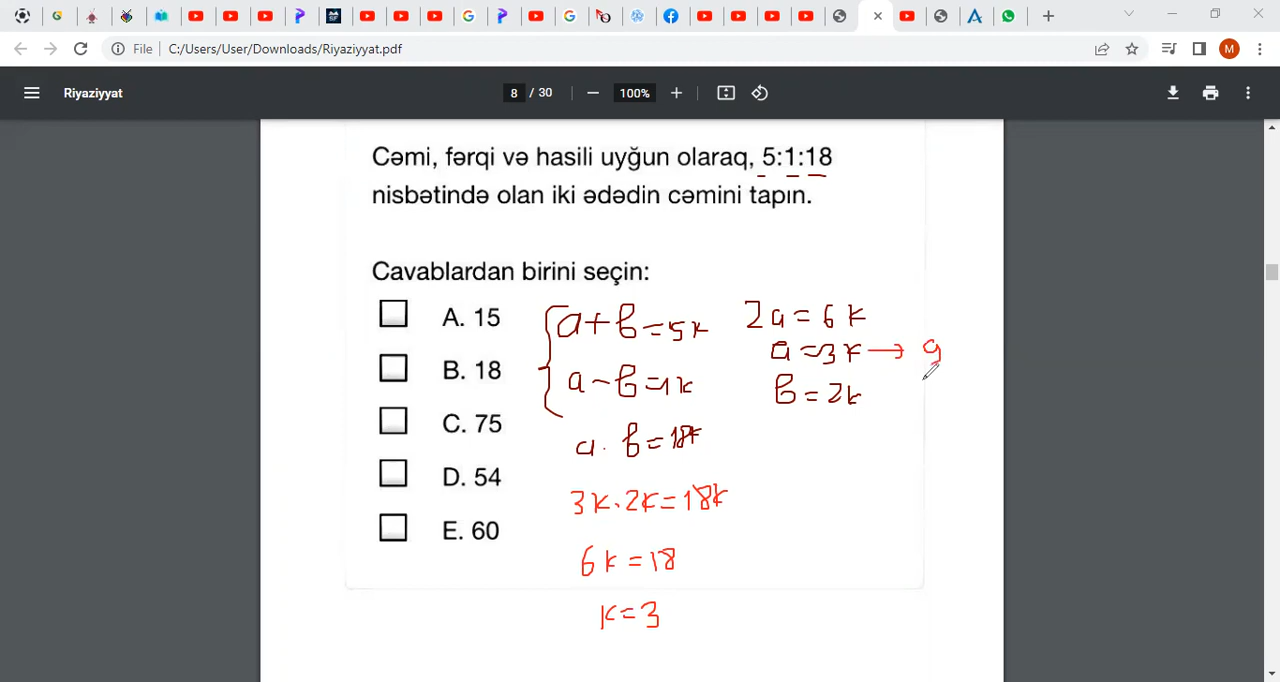 File C:/Users/User/Downloads/Riyaziyyat.pdf
M
Riyaziyyat
8 / 30
100%
Cəmi, fərqi və hasili uyğun olaraq, 5:1:18
nisbətində olan iki ədədin cəmini tapın.
Cavablardan birini seçin:
A. 15
B. 18
C. 75
D. 54
E. 60
a+b=5k
a-b=1k
a·b=18k
3k·2k=18k
6k=18
k=3
2a=6k
a=3k→9
b=2k